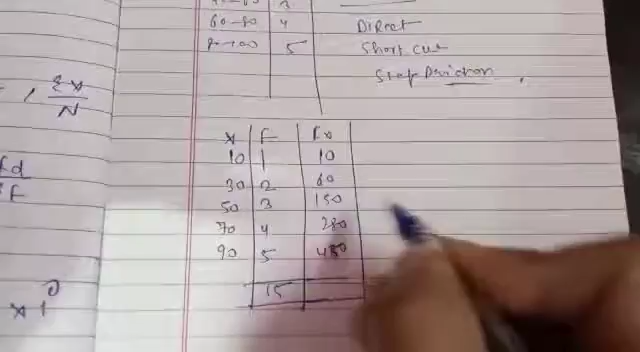 60-80 4 Direct
80-100 5 Short cut
Step Deviation
Σx
N
x F Fx
10 1 10
30 2 60
50 3 150
70 4 280
90 5 450
15
fd